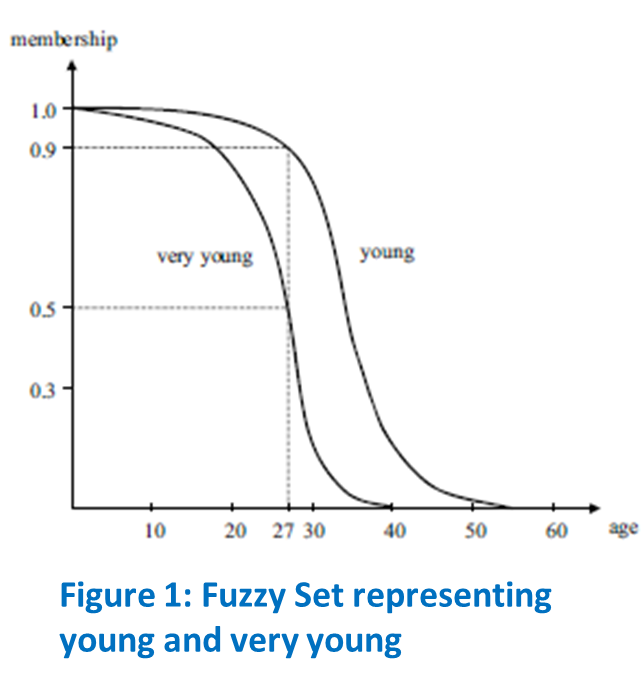 membership
1.0
0.9
very young
young
0.5
0.3
10 20 27 30 40 50 60 age
Figure 1: Fuzzy Set representing
young and very young